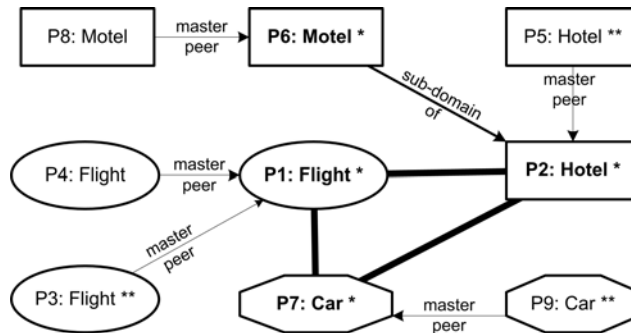 P8: Motel
master
peer
P6: Motel *
P5: Hotel **
master
peer
sub-domain
of
P4: Flight
master
peer
P1: Flight *
P2: Hotel *
master
peer
P3: Flight **
P7: Car *
master
peer
P9: Car **